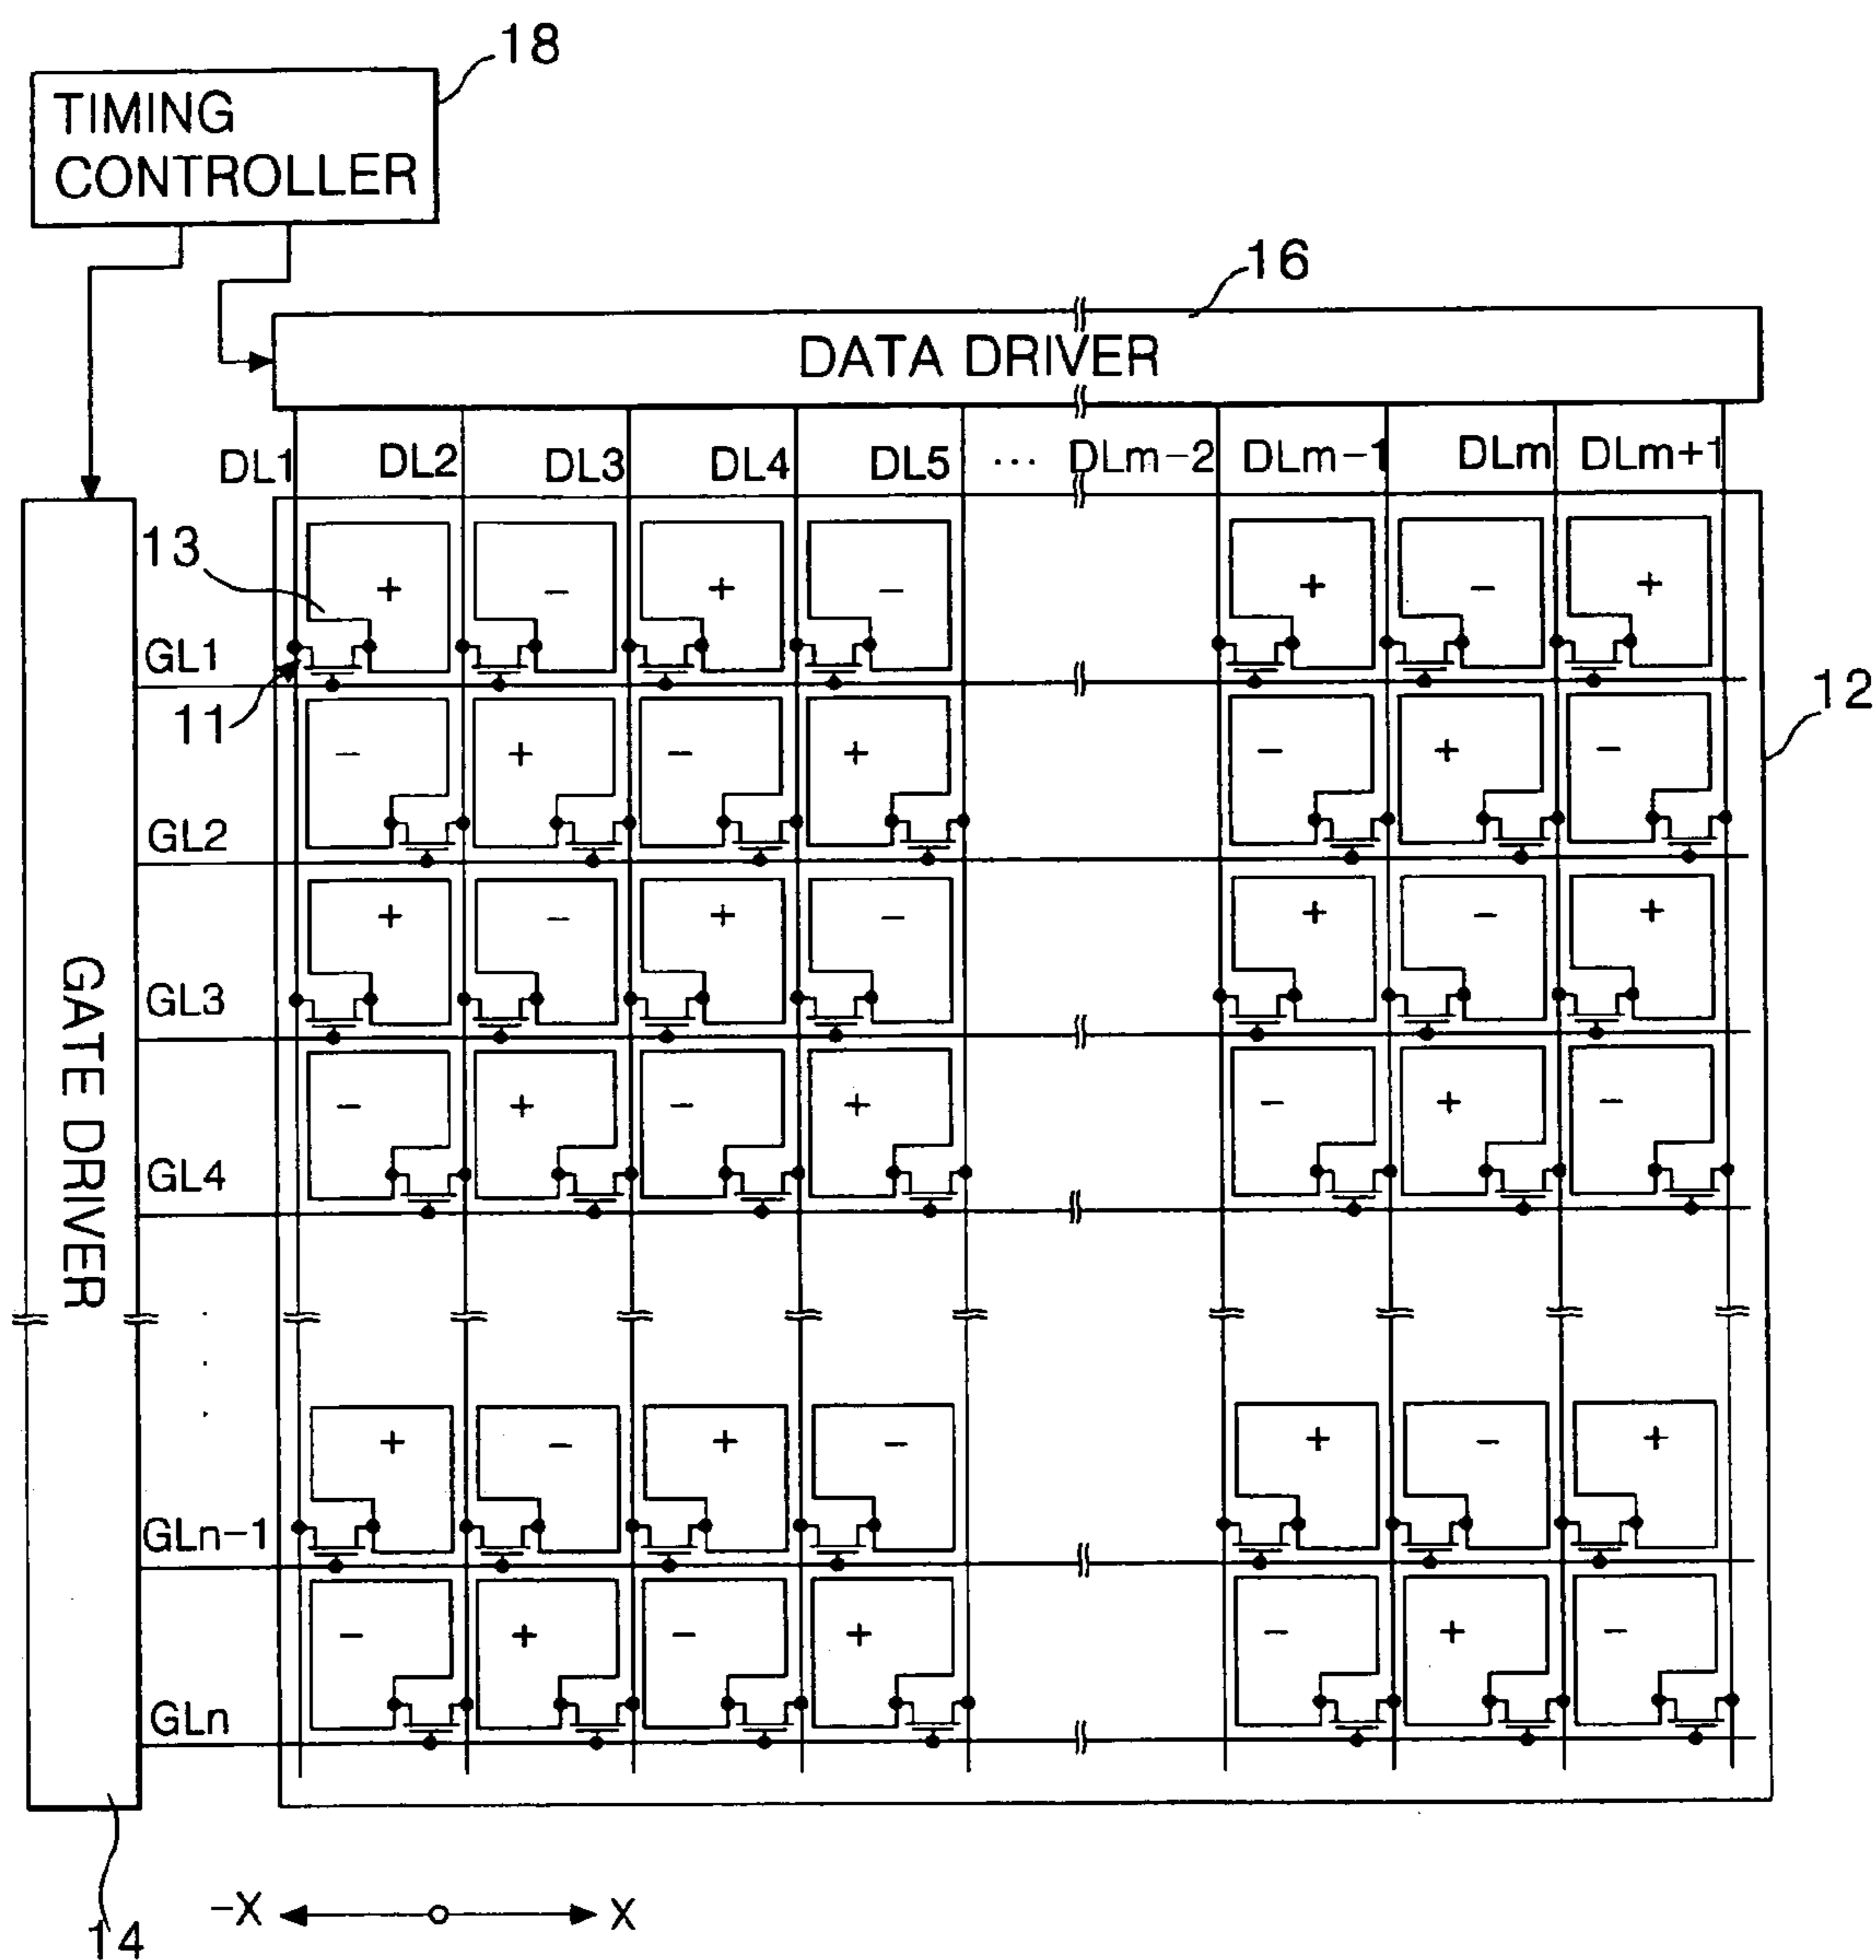 18
TIMING
CONTROLLER
16
DATA DRIVER
DL1 DL2 DL3 DL4 DL5 ... DLm-2 DLm-1 DLm DLm+1
13
+ - + - + - +
GL1
11
12
- + - + - + -
GL2
+ - + - + - +
GL3
GATE DRIVER
- + - + - + -
GL4
+ - + - + - +
GLn-1
- + - + - + -
GLn
-X X
14